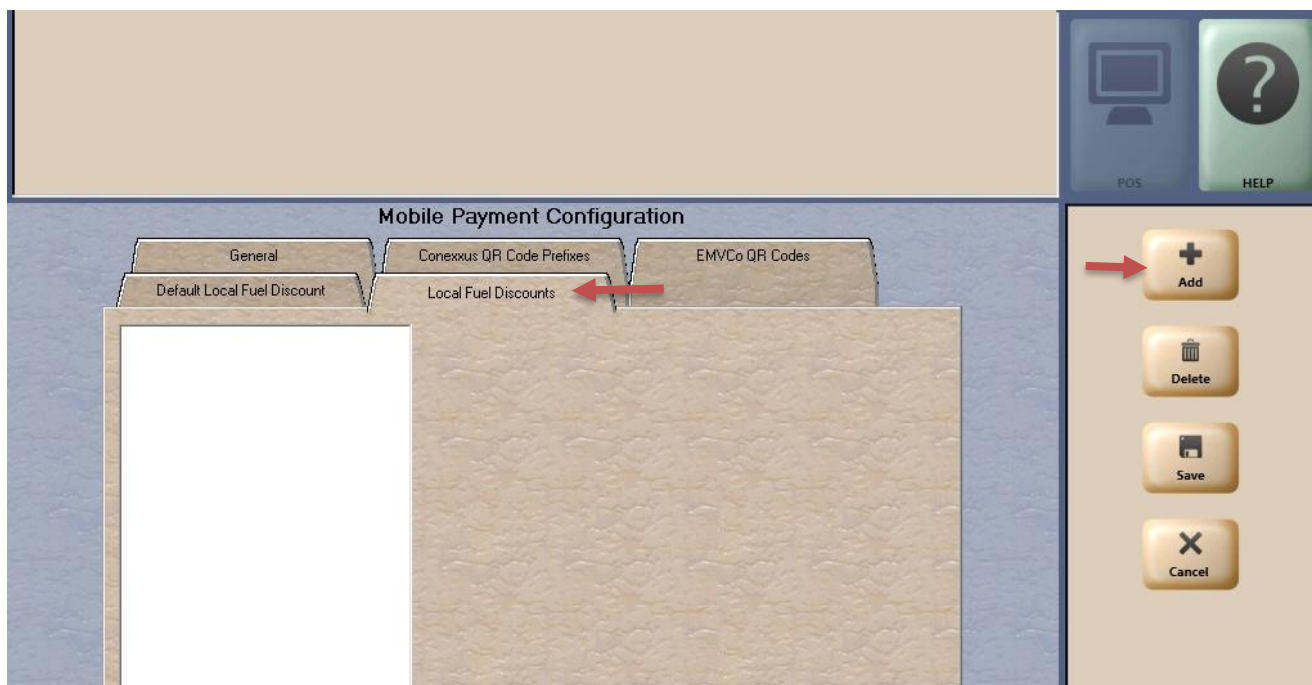 POS
HELP
Mobile Payment Configuration
General
Conexxus QR Code Prefixes
EMVCo QR Codes
Default Local Fuel Discount
Local Fuel Discounts
Add
Delete
Save
Cancel